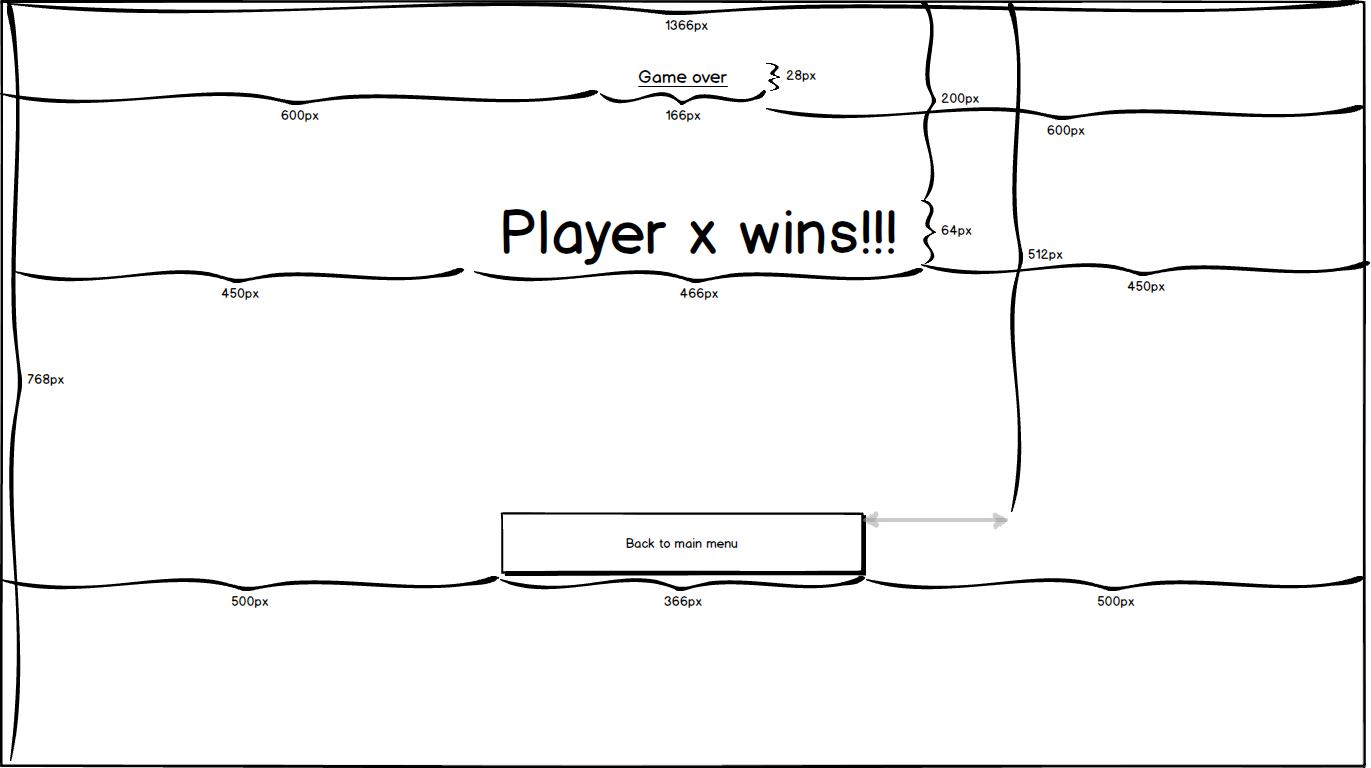 1366px
Game over
28px
200px
600px
166px
600px
Player x wins!!!
64px
512px
450px
466px
450px
768px
Back to main menu
500px
366px
500px